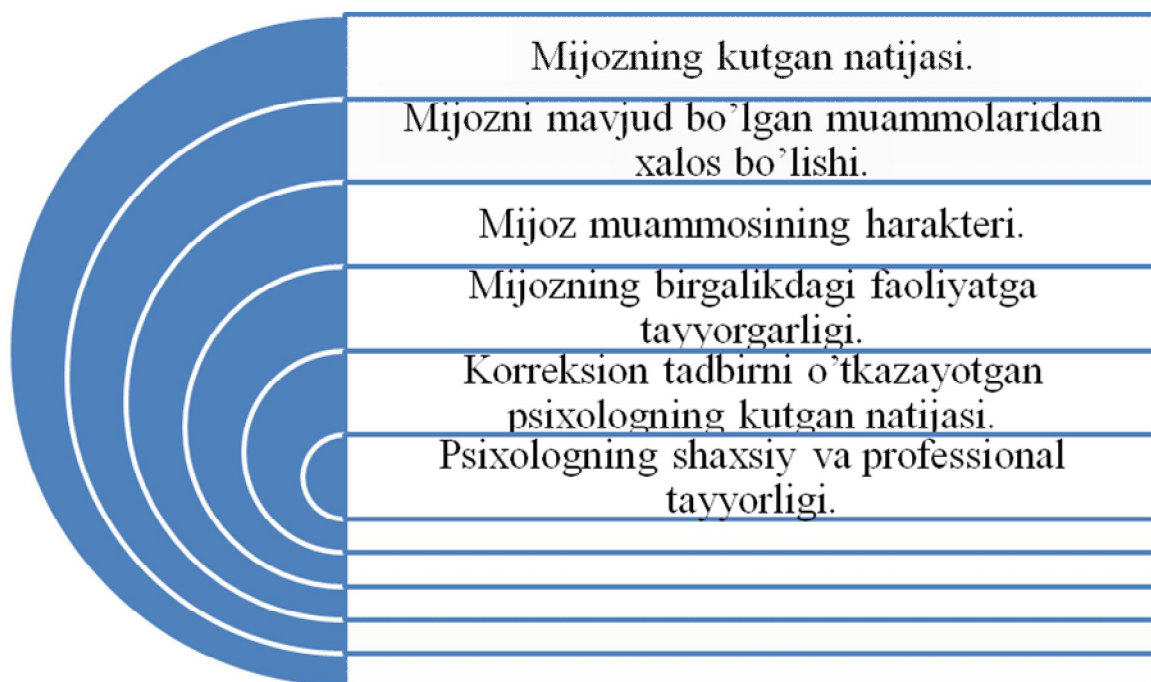 Mijozning kutgan natijasi.
Mijozni mavjud bo’lgan muammolaridan
xalos bo’lishi.
Mijoz muammosining harakteri.
Mijozning birgalikdagi faoliyatga
tayyorgarligi.
Korreksion tadbirni o’tkazayotgan
psixologning kutgan natijasi.
Psixologning shaxsiy va professional
tayyorligi.